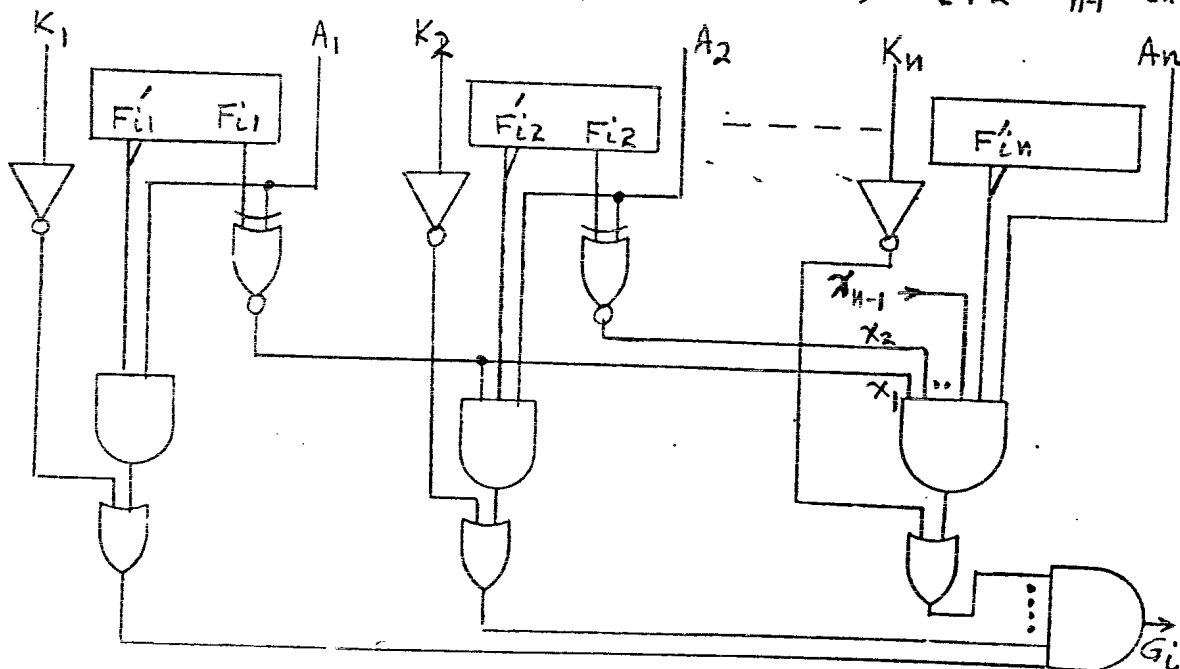 K₁ A₁ K₂ A₂ Kₙ Aₙ
F'ᵢ₁ Fᵢ₁ F'ᵢ₂ Fᵢ₂ F'ᵢₙ
xₙ₋₁
x₂
x₁
Gᵢ